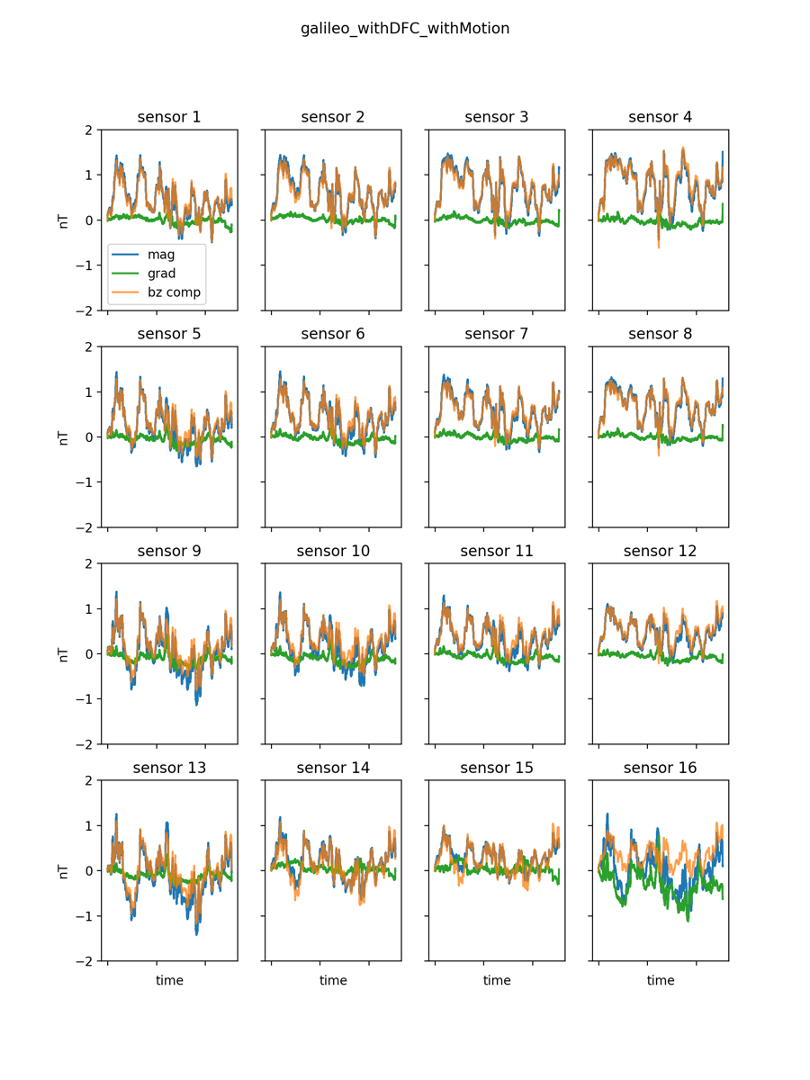 galileo_withDFC_withMotion
sensor 1 sensor 2 sensor 3 sensor 4
2
1
0
−1
−2
nT
mag
grad
bz comp
sensor 5 sensor 6 sensor 7 sensor 8
2
1
0
−1
−2
nT
sensor 9 sensor 10 sensor 11 sensor 12
2
1
0
−1
−2
nT
sensor 13 sensor 14 sensor 15 sensor 16
2
1
0
−1
−2
nT
time time time time